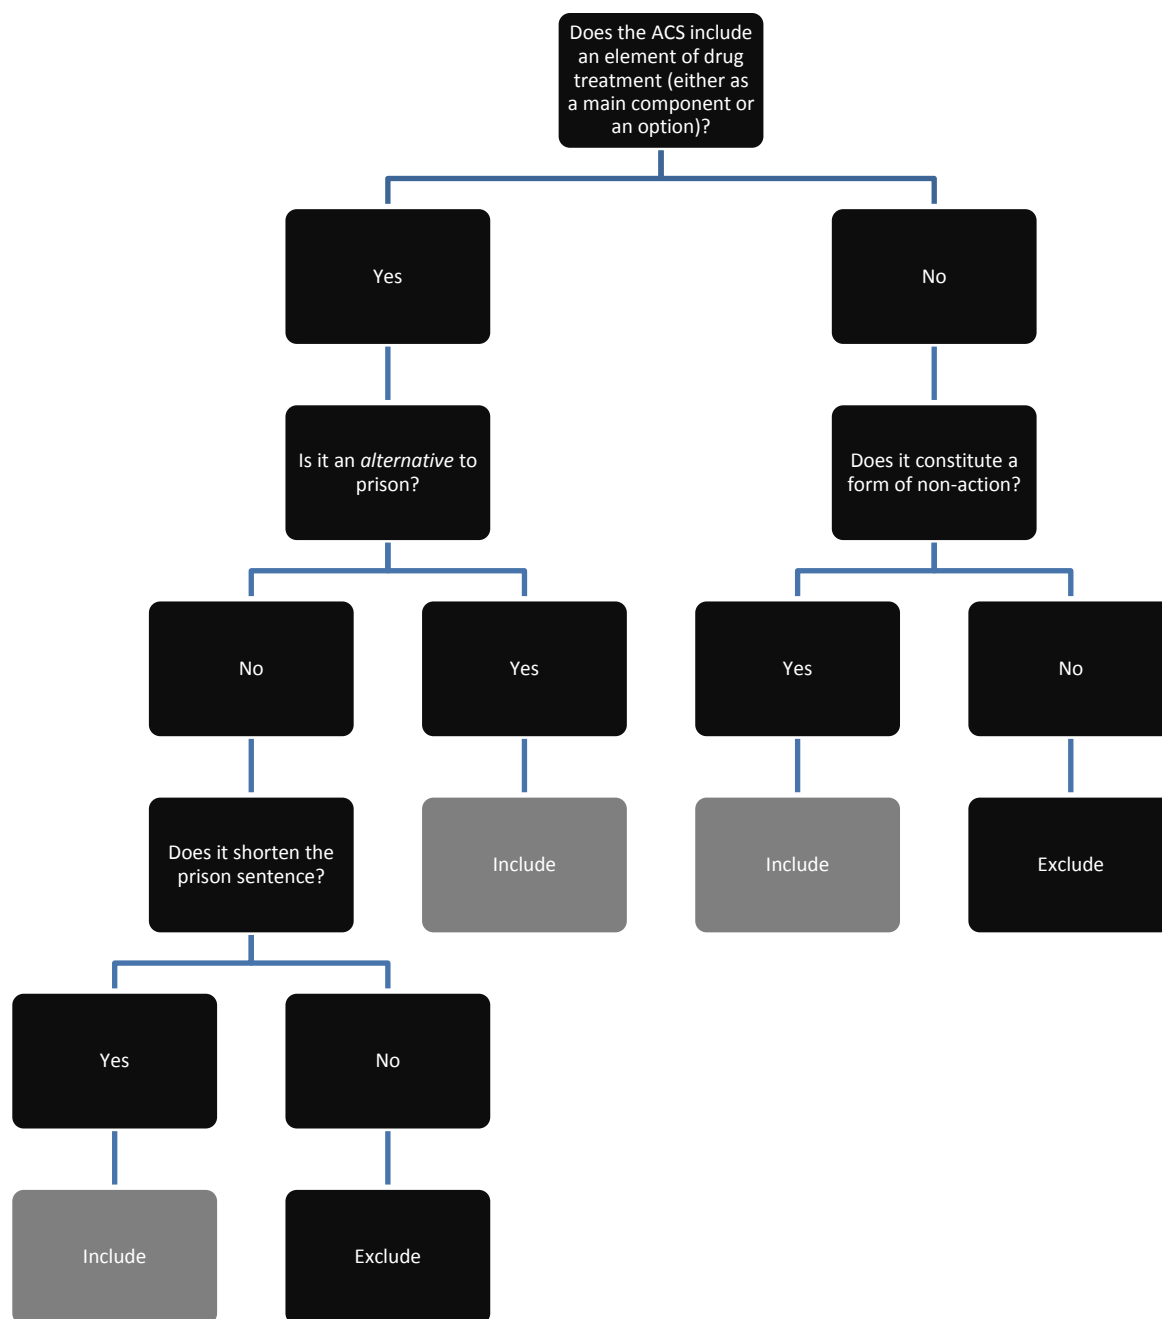 Does the ACS include
an element of drug
treatment (either as
a main component or
an option)?
Yes
No
Is it an alternative to
prison?
Does it constitute a
form of non-action?
No
Yes
Yes
No
Does it shorten the
prison sentence?
Include
Include
Exclude
Yes
No
Include
Exclude